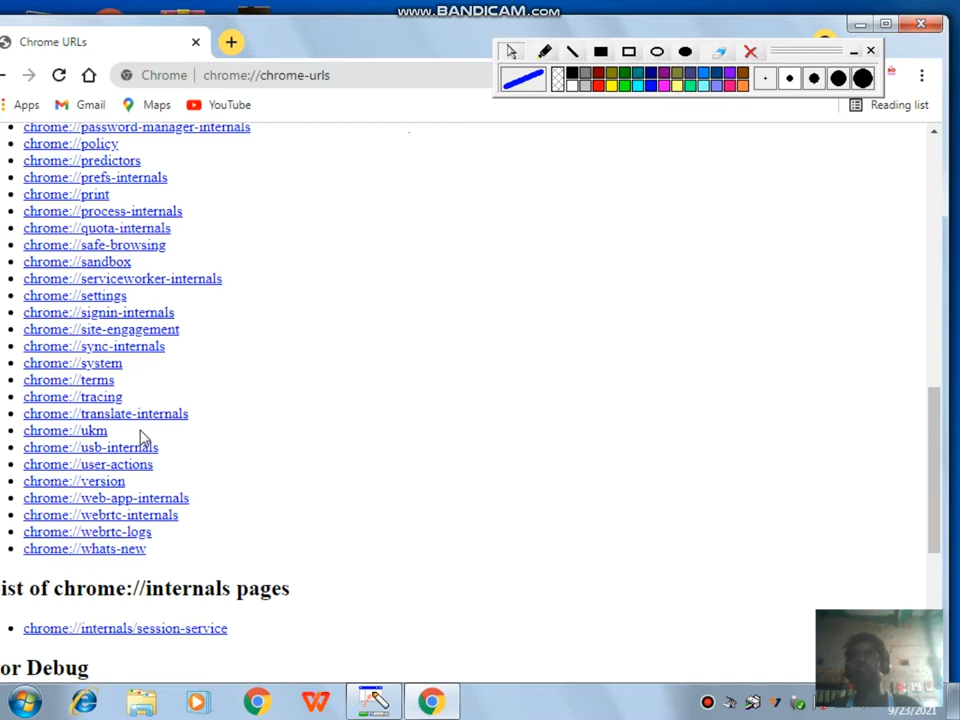 www.BANDICAM.com
Chrome URLs
Chrome
chrome://chrome-urls
Apps
Gmail
Maps
YouTube
Reading list
chrome://password-manager-internals
chrome://policy
chrome://predictors
chrome://prefs-internals
chrome://print
chrome://process-internals
chrome://quota-internals
chrome://safe-browsing
chrome://sandbox
chrome://serviceworker-internals
chrome://settings
chrome://signin-internals
chrome://site-engagement
chrome://sync-internals
chrome://system
chrome://terms
chrome://tracing
chrome://translate-internals
chrome://ukm
chrome://usb-internals
chrome://user-actions
chrome://version
chrome://web-app-internals
chrome://webrtc-internals
chrome://webrtc-logs
chrome://whats-new
ist of chrome://internals pages
chrome://internals/session-service
or Debug
9/23/2021